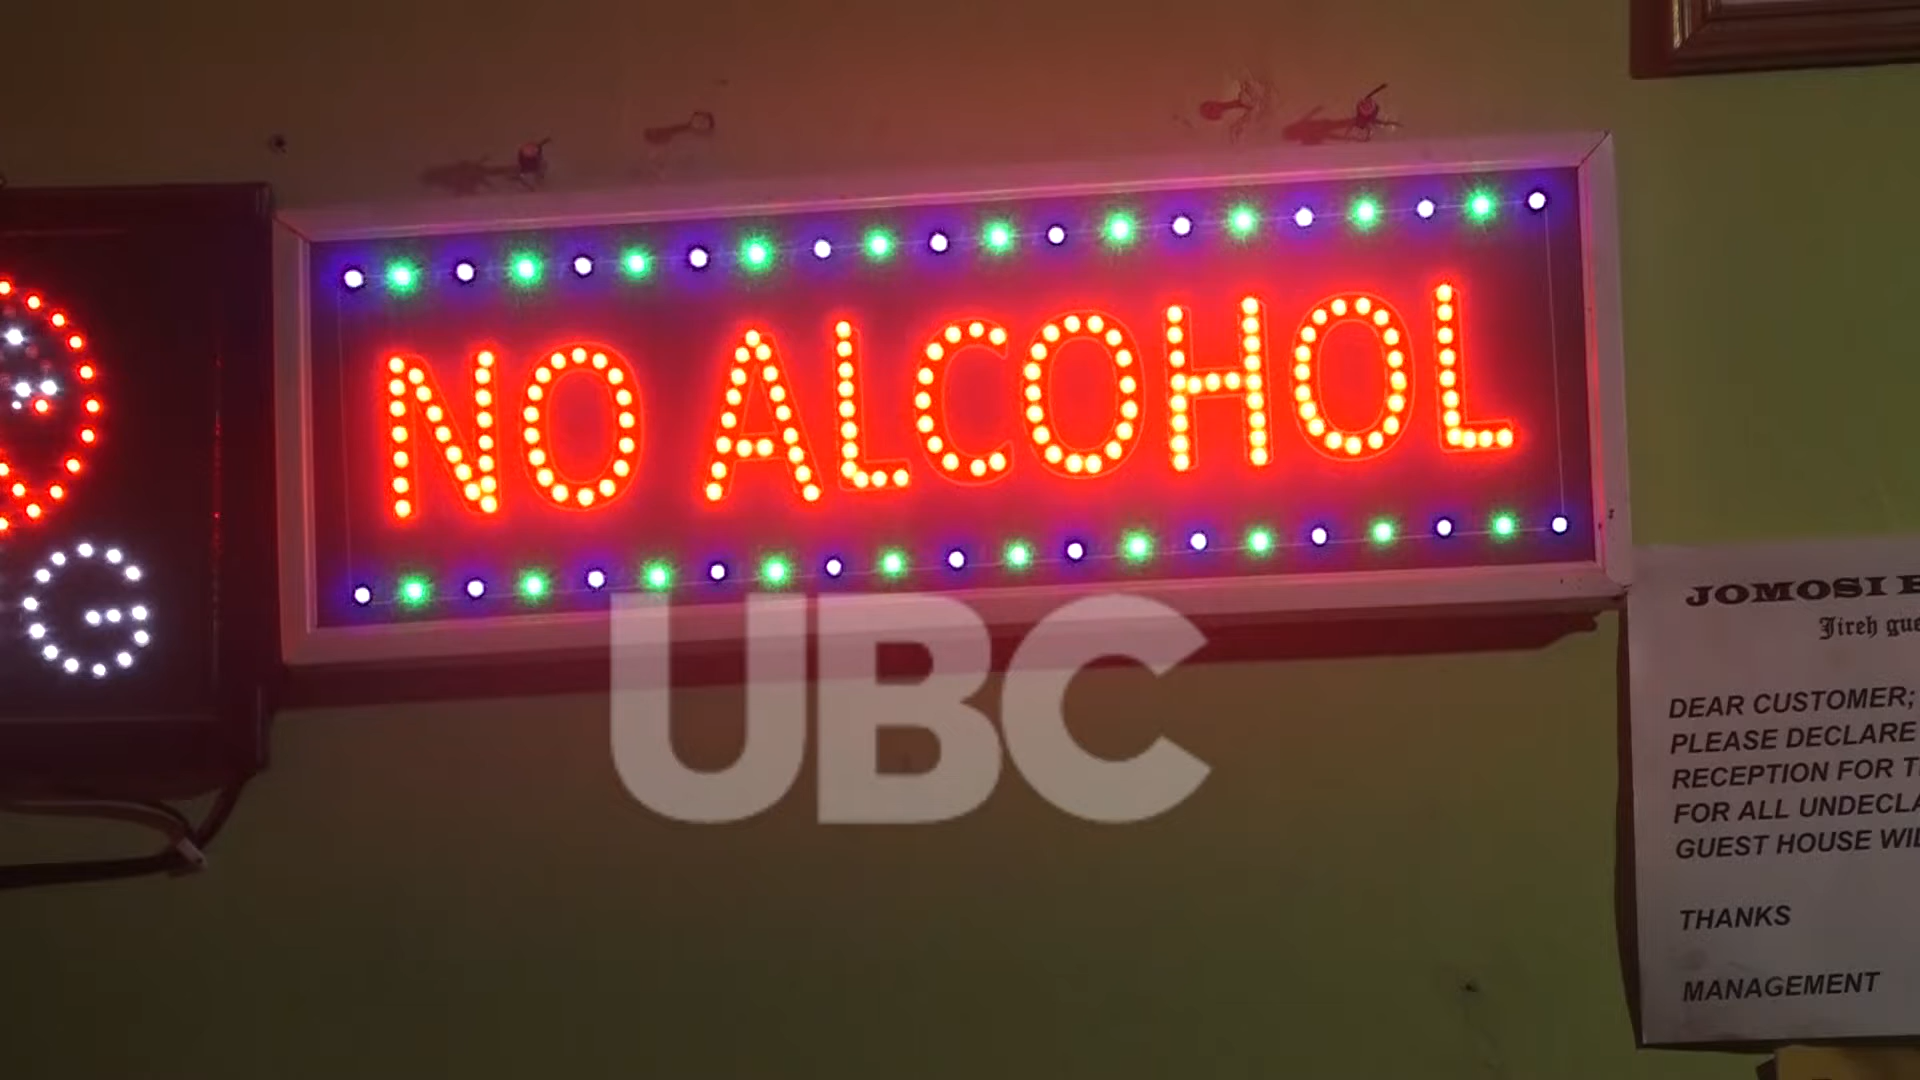 NO ALCOHOL
G
UBC
JOMOSI
Jireh
DEAR CUSTOMER;
PLEASE DECLARE
RECEPTION FOR
FOR ALL
GUEST HOUSE
THANKS
MANAGEMENT